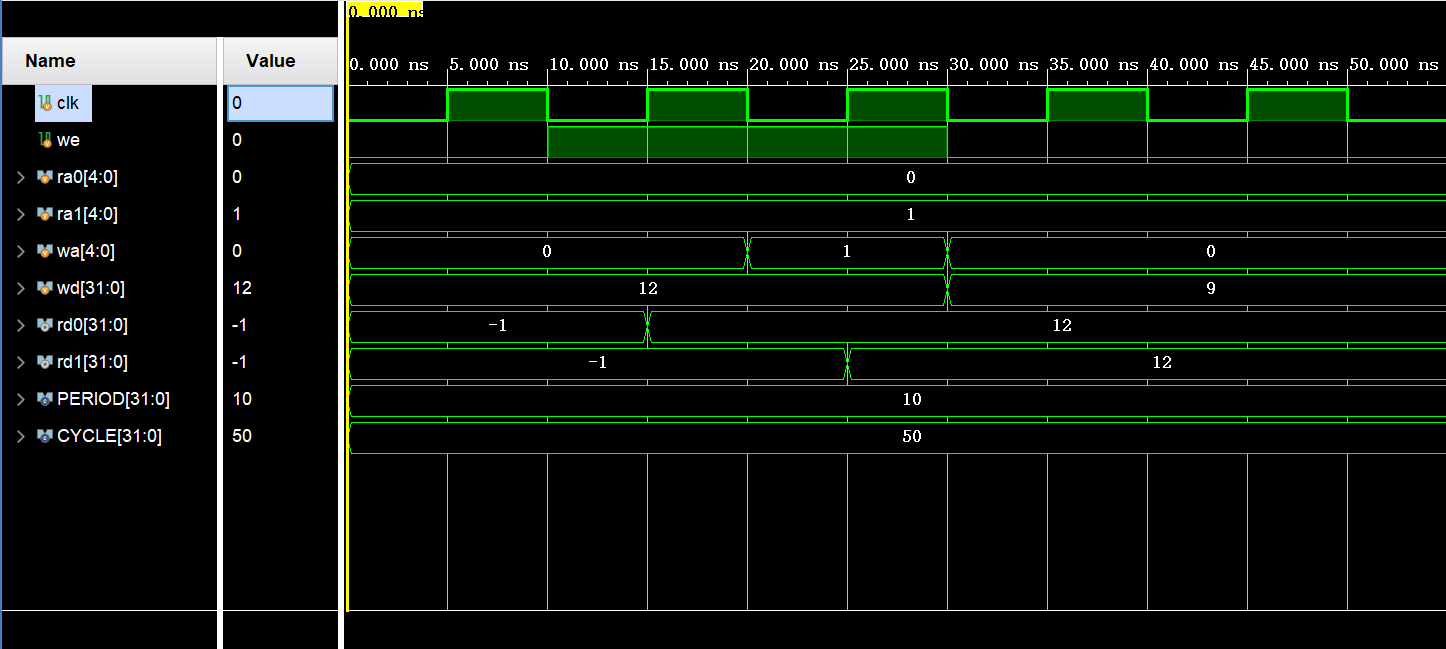 0.000 ns
Name Value
0.000 ns 5.000 ns 10.000 ns 15.000 ns 20.000 ns 25.000 ns 30.000 ns 35.000 ns 40.000 ns 45.000 ns 50.000 ns
clk 0
we 0
ra0[4:0] 0 0
ra1[4:0] 1 1
wa[4:0] 0 0 1 0
wd[31:0] 12 12 9
rd0[31:0] -1 -1 12
rd1[31:0] -1 -1 12
PERIOD[31:0] 10 10
CYCLE[31:0] 50 50